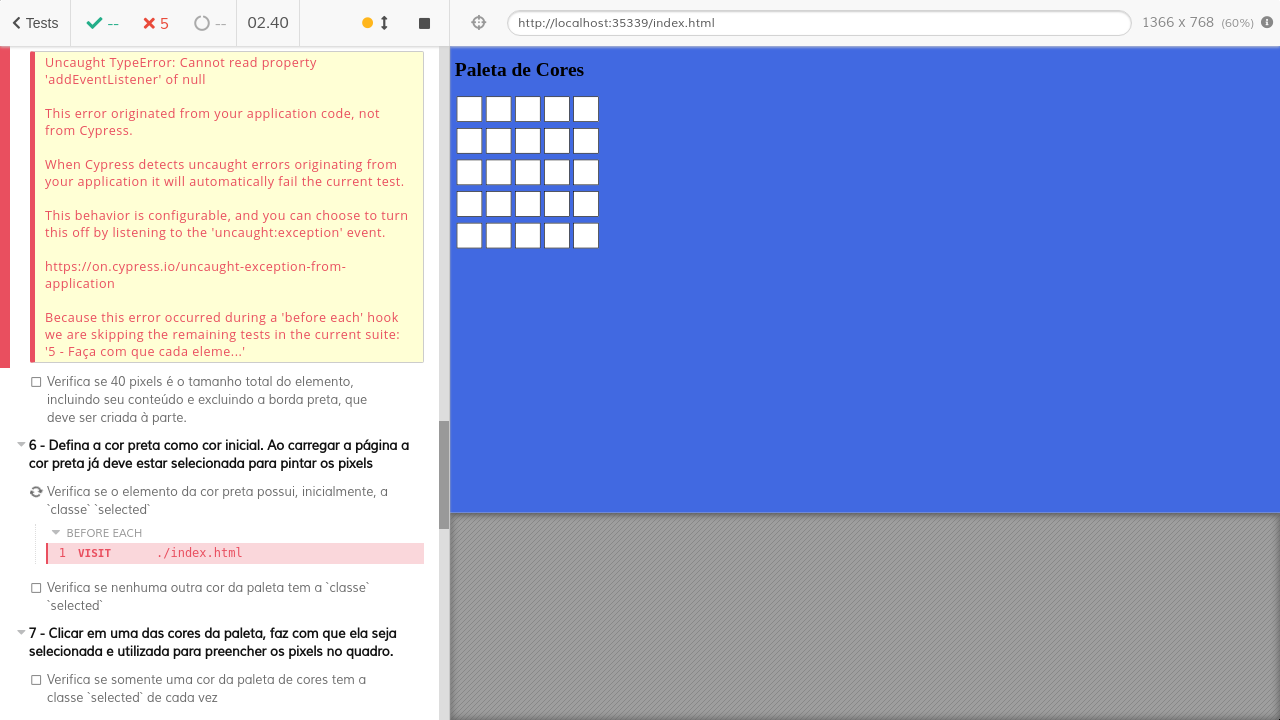 Tests
--
5
--
02.40
http://localhost:35339/index.html
1366 x 768 (60%)
Uncaught TypeError: Cannot read property
'addEventListener' of null
This error originated from your application code, not
from Cypress.
When Cypress detects uncaught errors originating from
your application it will automatically fail the current test.
This behavior is configurable, and you can choose to turn
this off by listening to the 'uncaught:exception' event.
https://on.cypress.io/uncaught-exception-from-
application
Because this error occurred during a 'before each' hook
we are skipping the remaining tests in the current suite:
'5 - Faça com que cada eleme...'
Verifica se 40 pixels é o tamanho total do elemento,
incluindo seu conteúdo e excluindo a borda preta, que
deve ser criada à parte.
6 - Defina a cor preta como cor inicial. Ao carregar a página a
cor preta já deve estar selecionada para pintar os pixels
Verifica se o elemento da cor preta possui, inicialmente, a
`classe` `selected`
BEFORE EACH
1 VISIT ./index.html
Verifica se nenhuma outra cor da paleta tem a `classe`
`selected`
7 - Clicar em uma das cores da paleta, faz com que ela seja
selecionada e utilizada para preencher os pixels no quadro.
Verifica se somente uma cor da paleta de cores tem a
classe `selected` de cada vez
Paleta de Cores